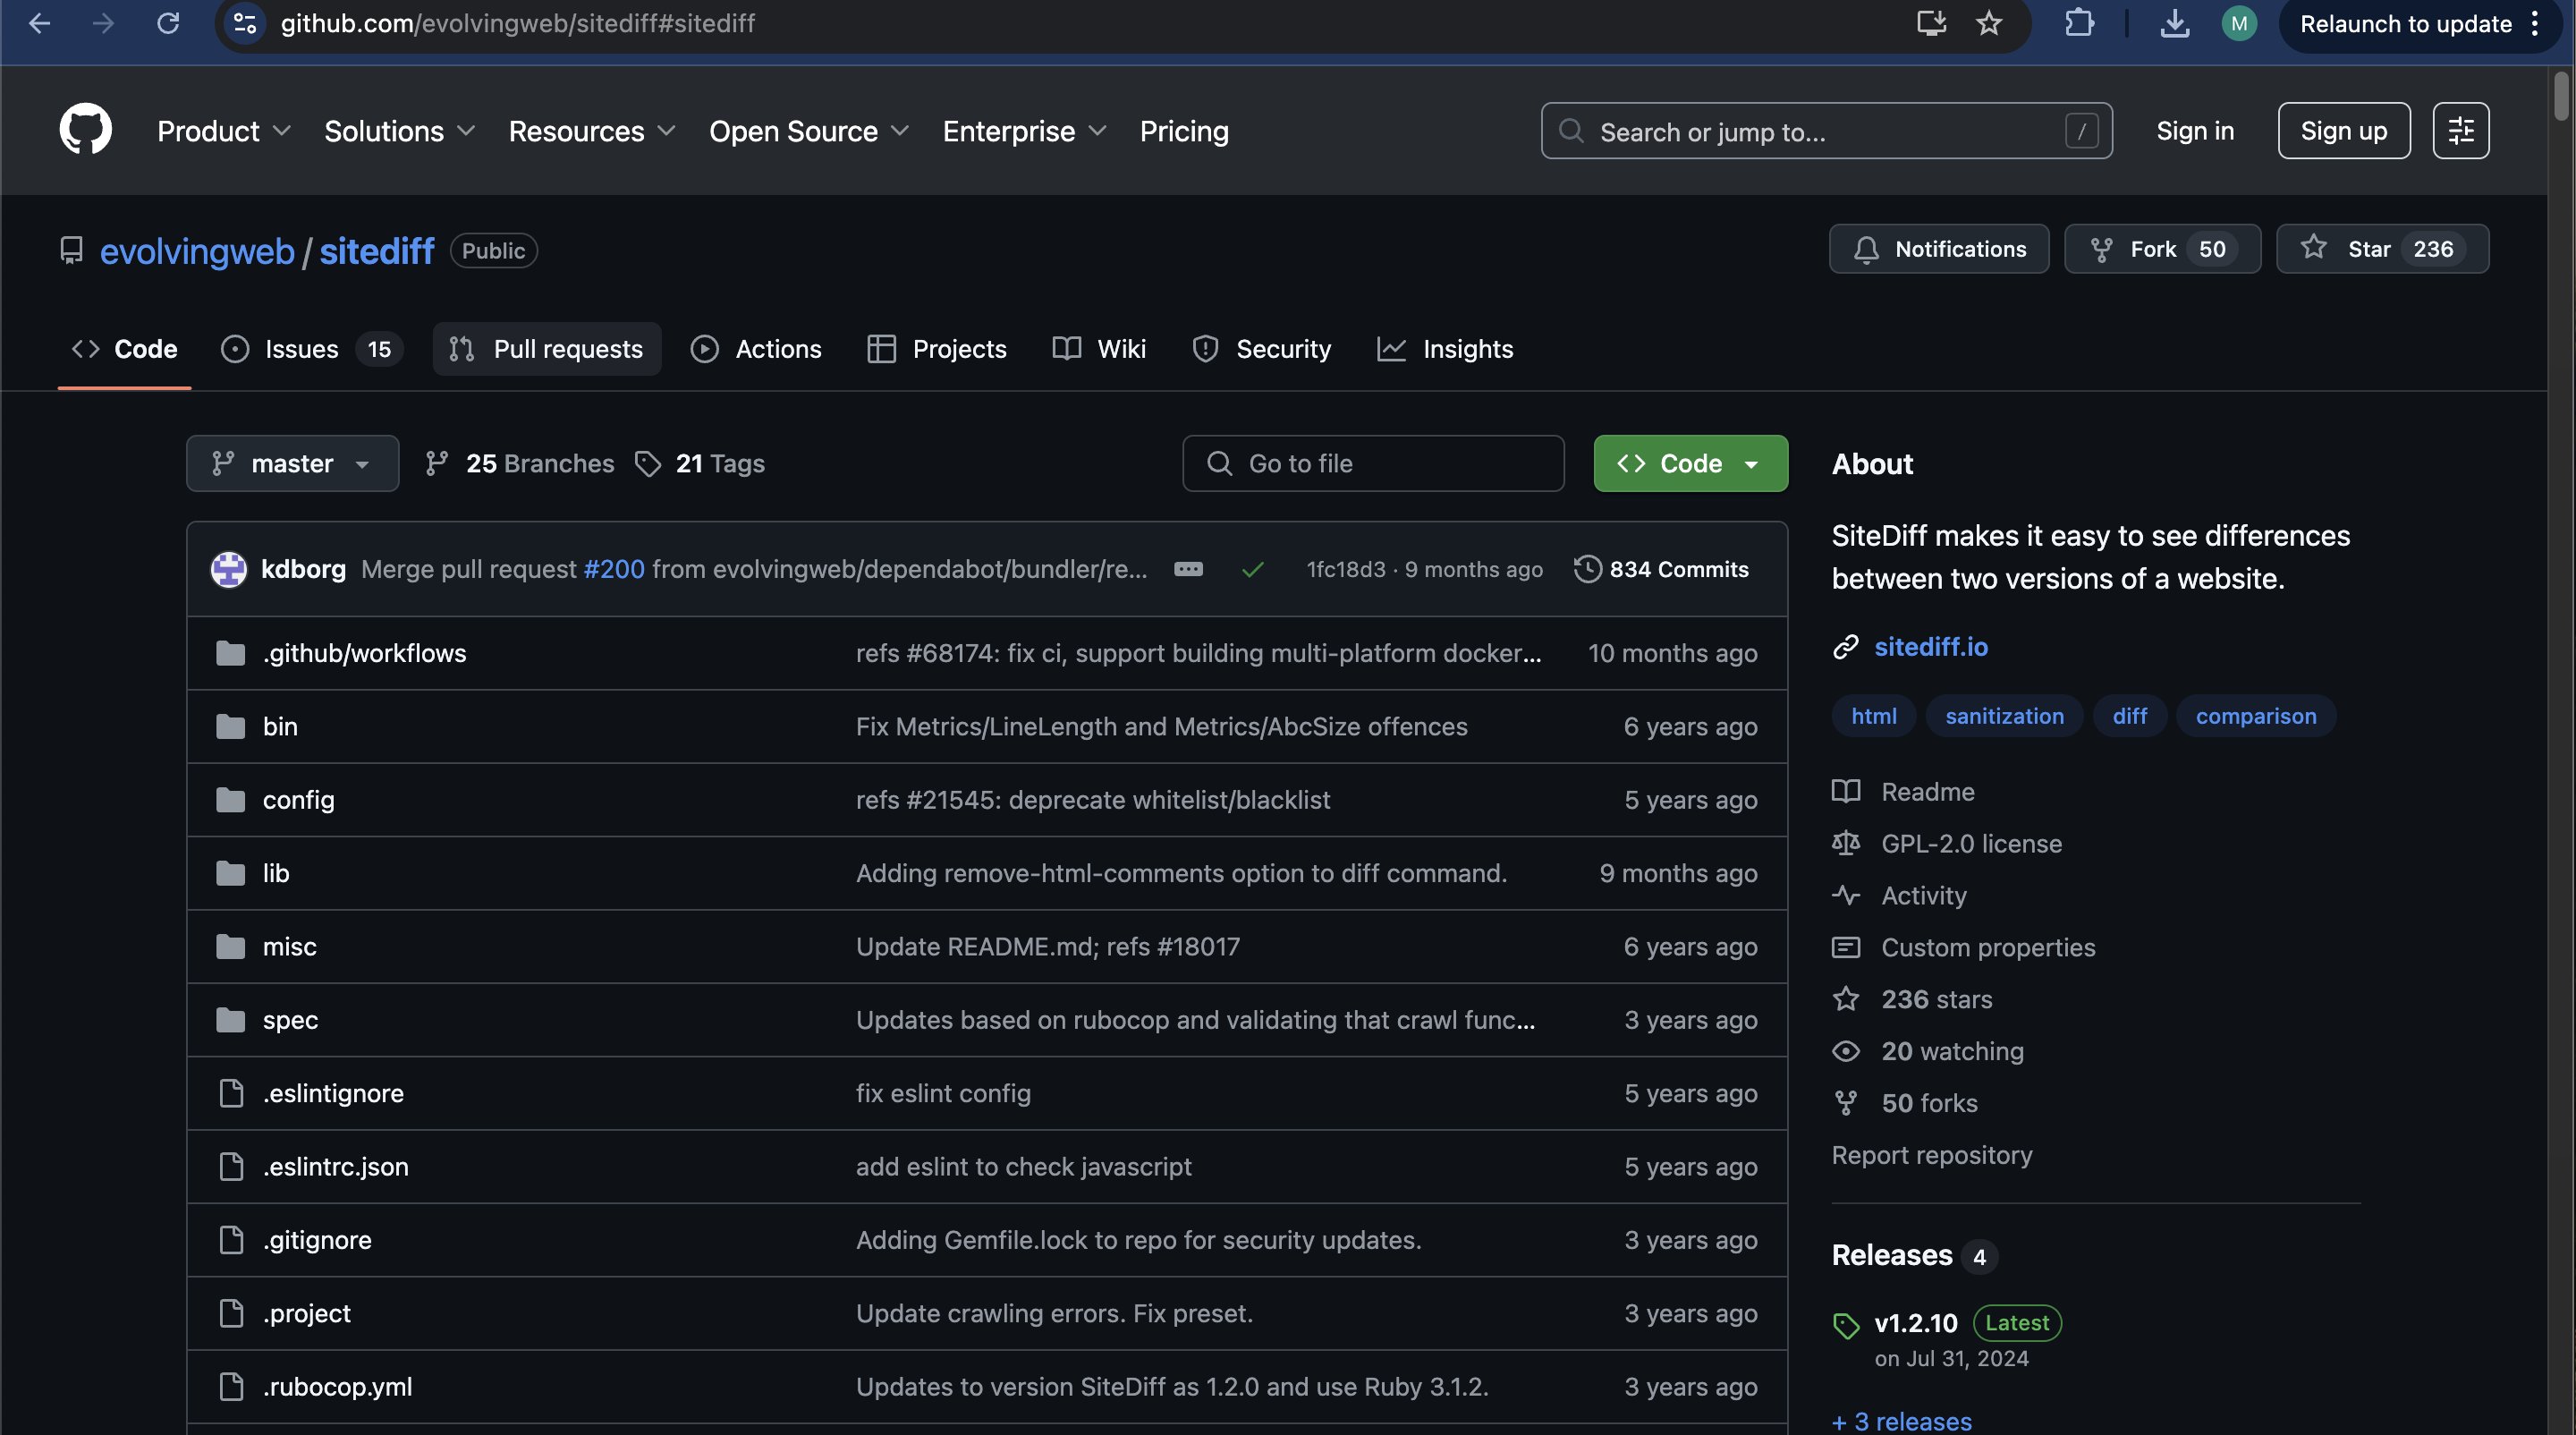 github.com/evolvingweb/sitediff#sitediff
M
Relaunch to update
Product
Solutions
Resources
Open Source
Enterprise
Pricing
Search or jump to...
/
Sign in
Sign up
evolvingweb / sitediff
Public
Notifications
Fork 50
Star 236
Code
Issues 15
Pull requests
Actions
Projects
Wiki
Security
Insights
master
25 Branches
21 Tags
Go to file
Code
kdborg Merge pull request #200 from evolvingweb/dependabot/bundler/re... 1fc18d3 · 9 months ago 834 Commits
.github/workflows refs #68174: fix ci, support building multi-platform docker... 10 months ago
bin Fix Metrics/LineLength and Metrics/AbcSize offences 6 years ago
config refs #21545: deprecate whitelist/blacklist 5 years ago
lib Adding remove-html-comments option to diff command. 9 months ago
misc Update README.md; refs #18017 6 years ago
spec Updates based on rubocop and validating that crawl func... 3 years ago
.eslintignore fix eslint config 5 years ago
.eslintrc.json add eslint to check javascript 5 years ago
.gitignore Adding Gemfile.lock to repo for security updates. 3 years ago
.project Update crawling errors. Fix preset. 3 years ago
.rubocop.yml Updates to version SiteDiff as 1.2.0 and use Ruby 3.1.2. 3 years ago
About
SiteDiff makes it easy to see differences
between two versions of a website.
sitediff.io
html sanitization diff comparison
Readme
GPL-2.0 license
Activity
Custom properties
236 stars
20 watching
50 forks
Report repository
Releases 4
v1.2.10 Latest
on Jul 31, 2024
+ 3 releases